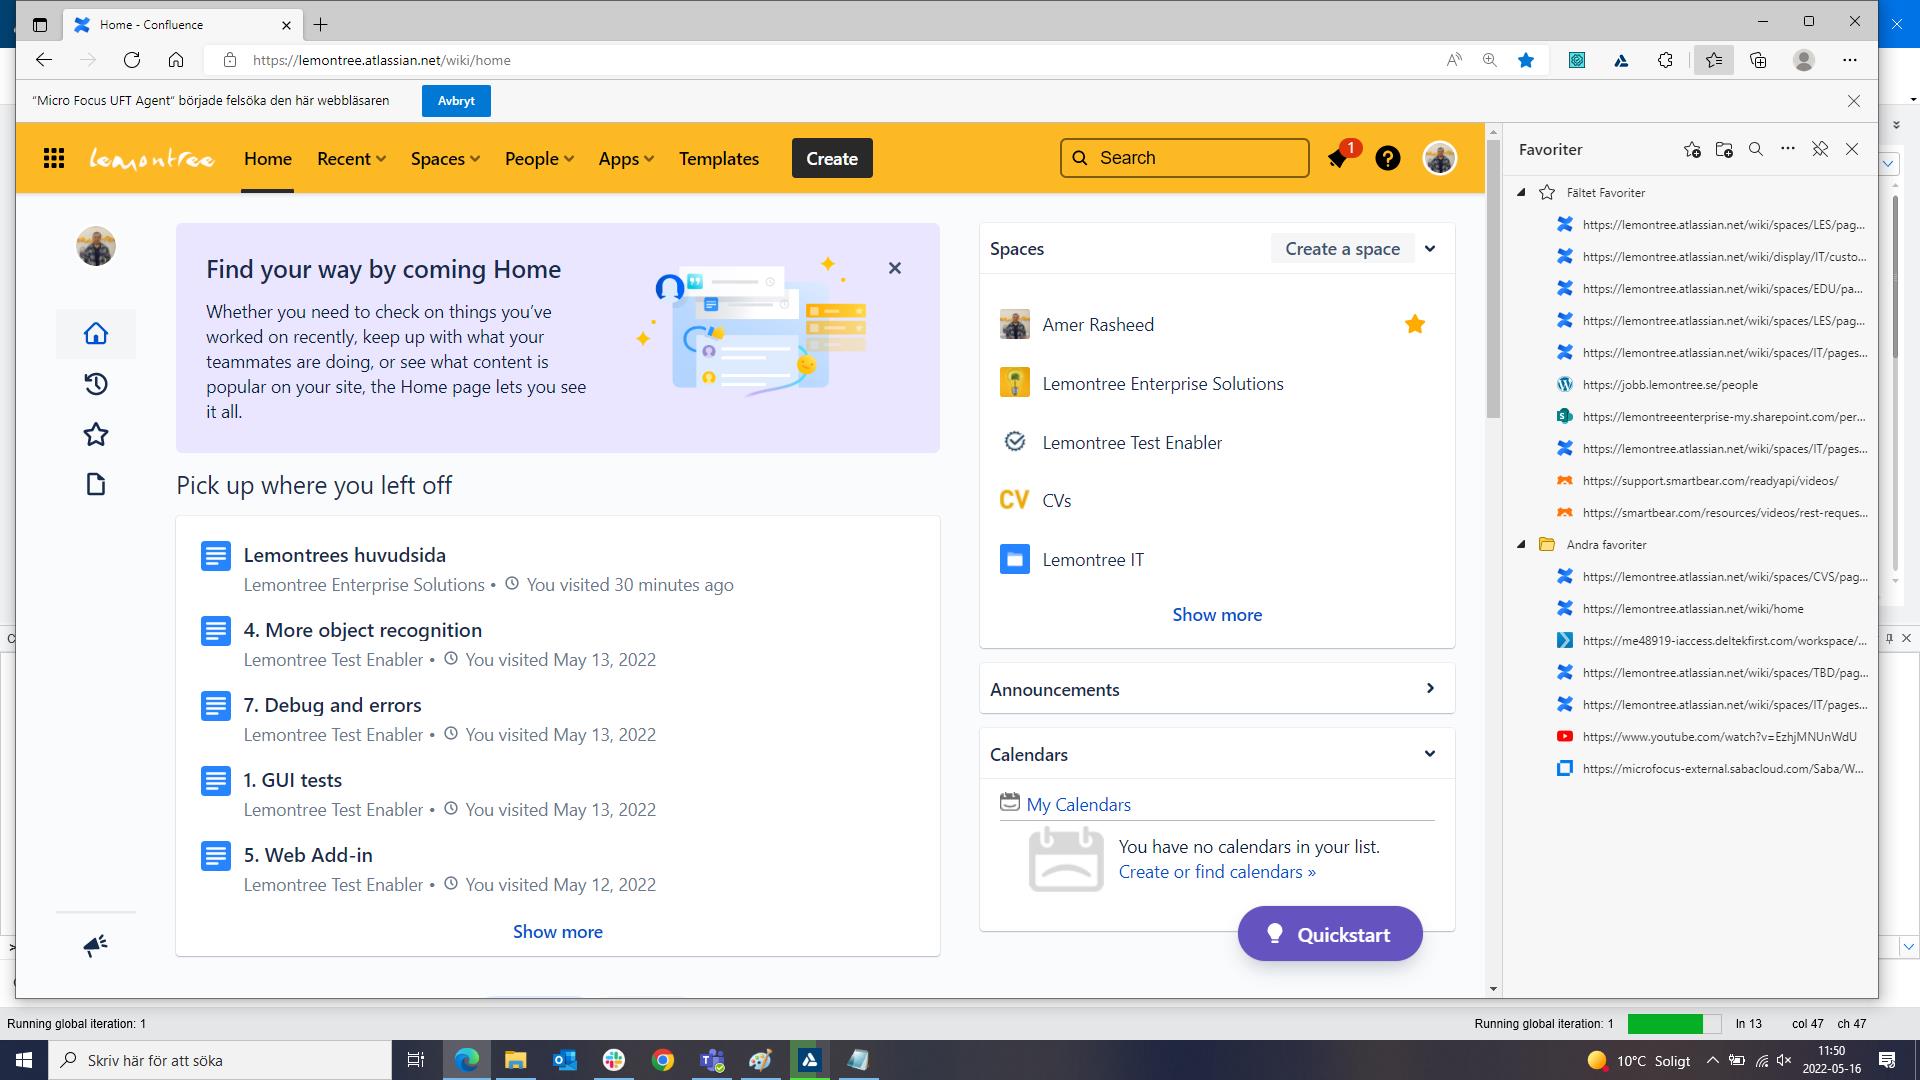 Home - Confluence
https://lemontree.atlassian.net/wiki/home
"Micro Focus UFT Agent" började felsöka den här webbläsaren
Avbryt
lemontree
Home
Recent
Spaces
People
Apps
Templates
Create
Search
1
Find your way by coming Home
Whether you need to check on things you've
worked on recently, keep up with what your
teammates are doing, or see what content is
popular on your site, the Home page lets you see
it all.
Pick up where you left off
Lemontrees huvudsida
Lemontree Enterprise Solutions • You visited 30 minutes ago
4. More object recognition
Lemontree Test Enabler • You visited May 13, 2022
7. Debug and errors
Lemontree Test Enabler • You visited May 13, 2022
1. GUI tests
Lemontree Test Enabler • You visited May 13, 2022
5. Web Add-in
Lemontree Test Enabler • You visited May 12, 2022
Show more
Spaces
Create a space
Amer Rasheed
Lemontree Enterprise Solutions
Lemontree Test Enabler
CV CVs
Lemontree IT
Show more
Announcements
Calendars
My Calendars
You have no calendars in your list.
Create or find calendars »
Quickstart
Favoriter
Fältet Favoriter
https://lemontree.atlassian.net/wiki/spaces/LES/pag...
https://lemontree.atlassian.net/wiki/display/IT/custo...
https://lemontree.atlassian.net/wiki/spaces/EDU/pa...
https://lemontree.atlassian.net/wiki/spaces/LES/pag...
https://lemontree.atlassian.net/wiki/spaces/IT/pages...
https://jobb.lemontree.se/people
https://lemontreeenterprise-my.sharepoint.com/per...
https://lemontree.atlassian.net/wiki/spaces/IT/pages...
https://support.smartbear.com/readyapi/videos/
https://smartbear.com/resources/videos/rest-reques...
Andra favoriter
https://lemontree.atlassian.net/wiki/spaces/CVS/pag...
https://lemontree.atlassian.net/wiki/home
https://me48919-iaccess.deltekfirst.com/workspace/...
https://lemontree.atlassian.net/wiki/spaces/TBD/pag...
https://lemontree.atlassian.net/wiki/spaces/IT/pages...
https://www.youtube.com/watch?v=EzhjMNUnWdU
https://microfocus-external.sabacloud.com/Saba/W...
Running global iteration: 1
Running global iteration: 1
ln 13
col 47
ch 47
Skriv här för att söka
10°C Soligt
11:50
2022-05-16